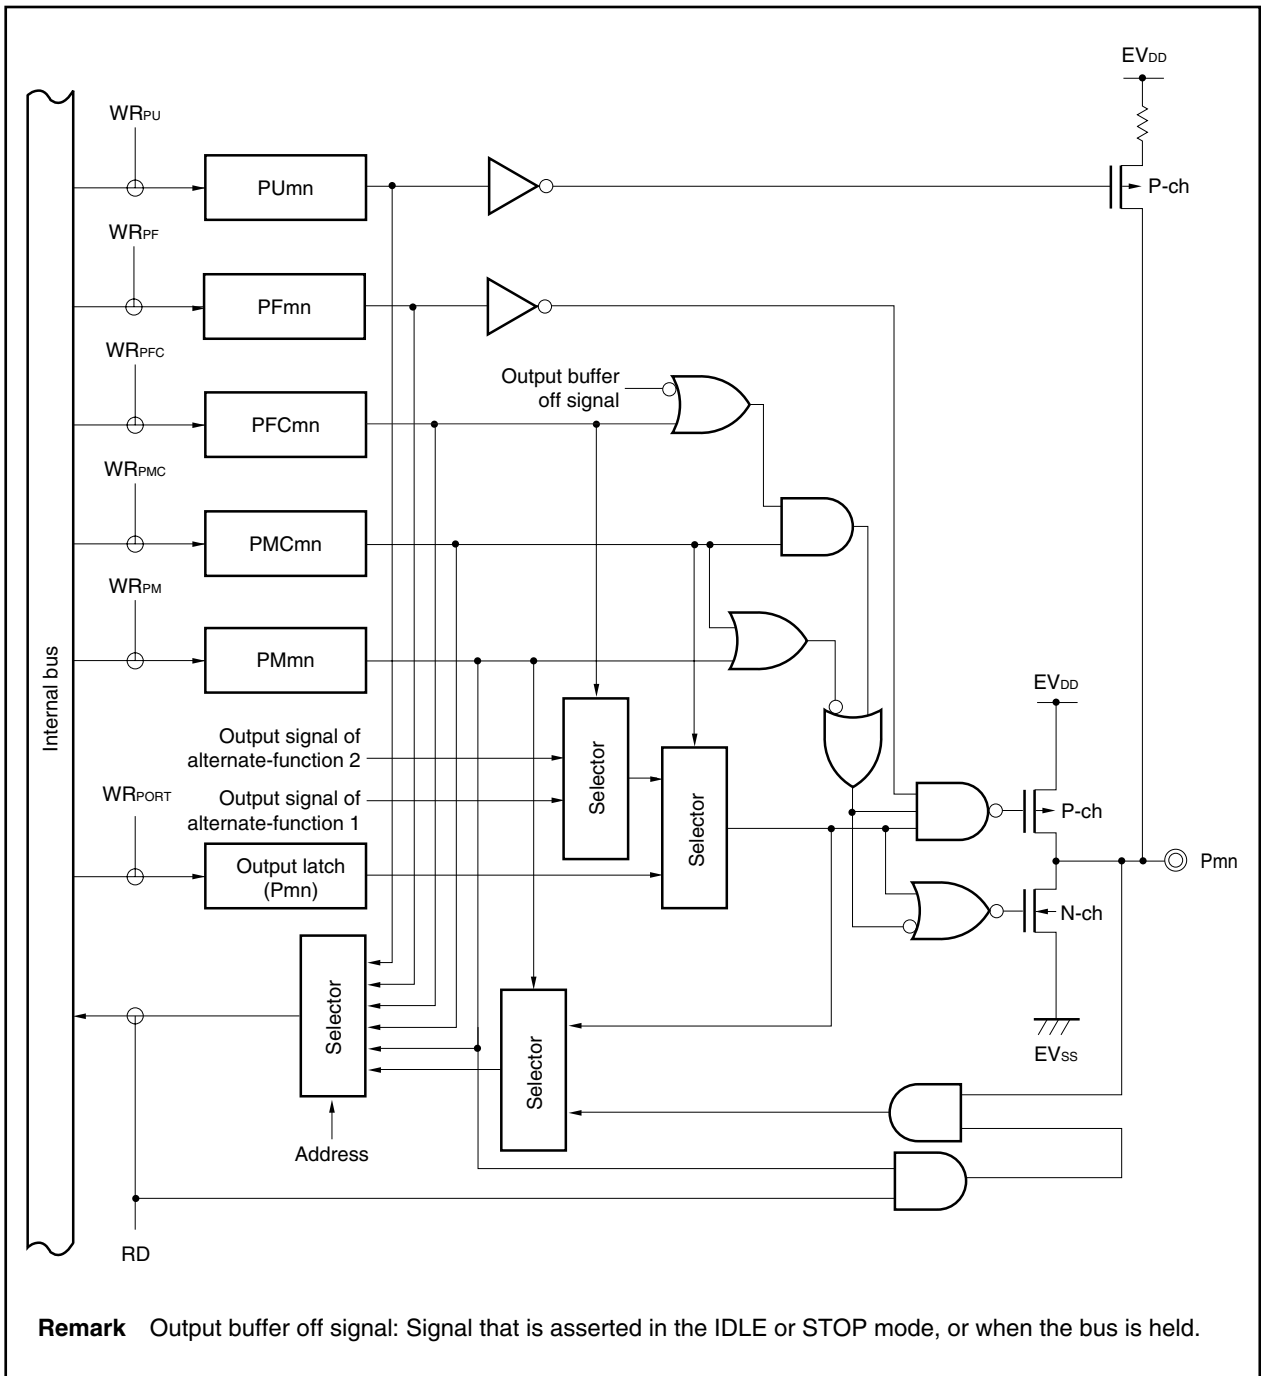 EVDD
WRPU
PUmn
P-ch
WRPF
PFmn
WRPFC
Output buffer
off signal
PFCmn
WRPMC
PMCmn
WRPM
PMmn
Internal bus
EVDD
Output signal of
alternate-function 2
Selector
Selector
WRPORT
Output signal of
alternate-function 1
P-ch
Output latch
(Pmn)
Pmn
N-ch
Selector
Selector
EVSS
Address
RD
Remark Output buffer off signal: Signal that is asserted in the IDLE or STOP mode, or when the bus is held.